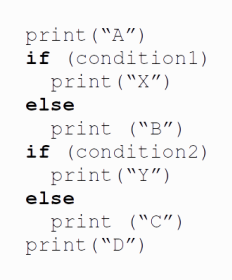 print(“A”)
if (condition1)
  print(“X”)
else
  print (“B”)
if (condition2)
  print(“Y”)
else
  print (“C”)
print(“D”)